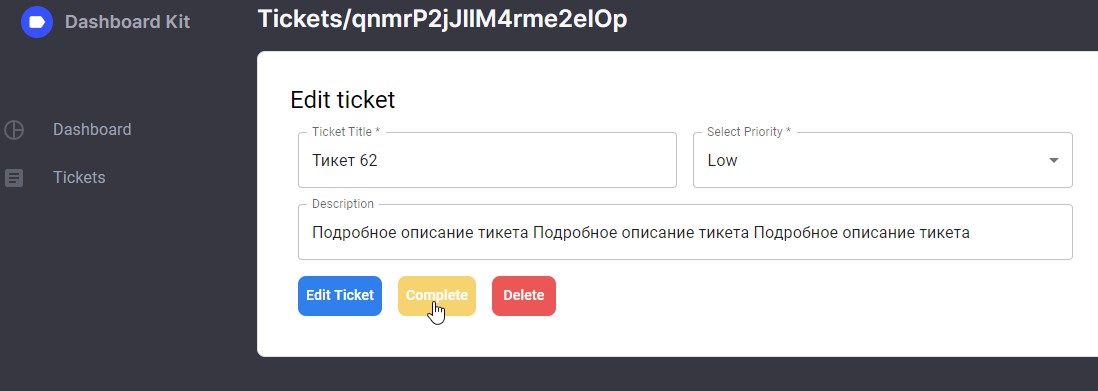 Dashboard Kit
Tickets/qnmrP2jJIIM4rme2elOp
Dashboard
Tickets
Edit ticket
Ticket Title *
Select Priority *
Тикет 62
Low
Description
Подробное описание тикета Подробное описание тикета Подробное описание тикета
Edit Ticket
Complete
Delete